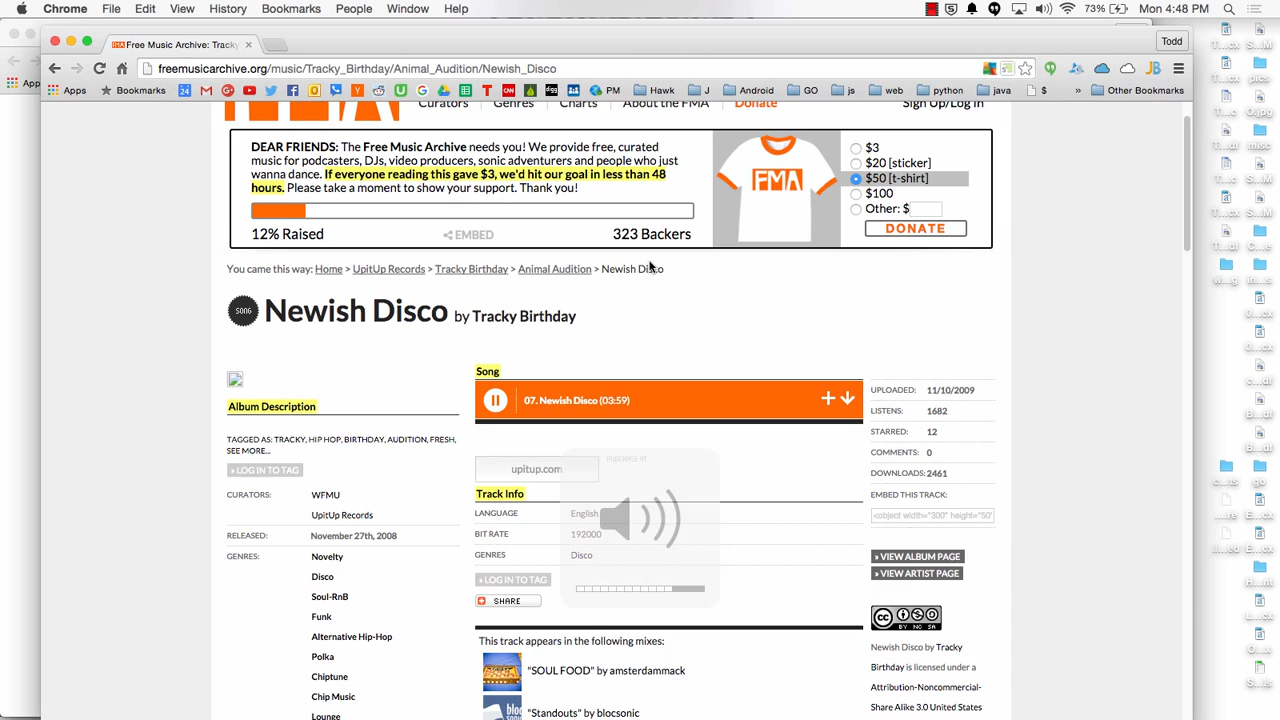 Chrome File Edit View History Bookmarks People Window Help 73% Mon 4:48 PM
Free Music Archive: Tracky Todd
freemusicarchive.org/music/Tracky_Birthday/Animal_Audition/Newish_Disco
Apps Bookmarks PM Hawk J Android GO js web python java $ » Other Bookmarks
Curators Genres Charts About the FMA Donate Sign Up/Log In
DEAR FRIENDS: The Free Music Archive needs you! We provide free, curated
music for podcasters, DJs, video producers, sonic adventurers and people who just
wanna dance. If everyone reading this gave $3, we'd hit our goal in less than 48
hours. Please take a moment to show your support. Thank you!
12% Raised EMBED 323 Backers
FMA
$3
$20 [sticker]
$50 [t-shirt]
$100
Other: $
DONATE
You came this way: Home > UpitUp Records > Tracky Birthday > Animal Audition > Newish Disco
SONG Newish Disco by Tracky Birthday
Album Description
TAGGED AS: TRACKY, HIP HOP, BIRTHDAY, AUDITION, FRESH,
SEE MORE...
» LOG IN TO TAG
CURATORS: WFMU
UpitUp Records
RELEASED: November 27th, 2008
GENRES: Novelty
Disco
Soul-RnB
Funk
Alternative Hip-Hop
Polka
Chiptune
Chip Music
Lounge
Song
07. Newish Disco (03:59)
PURCHASE AT
upitup.com
Track Info
LANGUAGE English
BIT RATE 192000
GENRES Disco
» LOG IN TO TAG
SHARE
This track appears in the following mixes:
"SOUL FOOD" by amsterdammack
"Standouts" by blocsonic
UPLOADED: 11/10/2009
LISTENS: 1682
STARRED: 12
COMMENTS: 0
DOWNLOADS: 2461
EMBED THIS TRACK:
<object width="300" height="50"
» VIEW ALBUM PAGE
» VIEW ARTIST PAGE
CC BY NC SA
Newish Disco by Tracky
Birthday is licensed under a
Attribution-Noncommercial-
Share Alike 3.0 United States